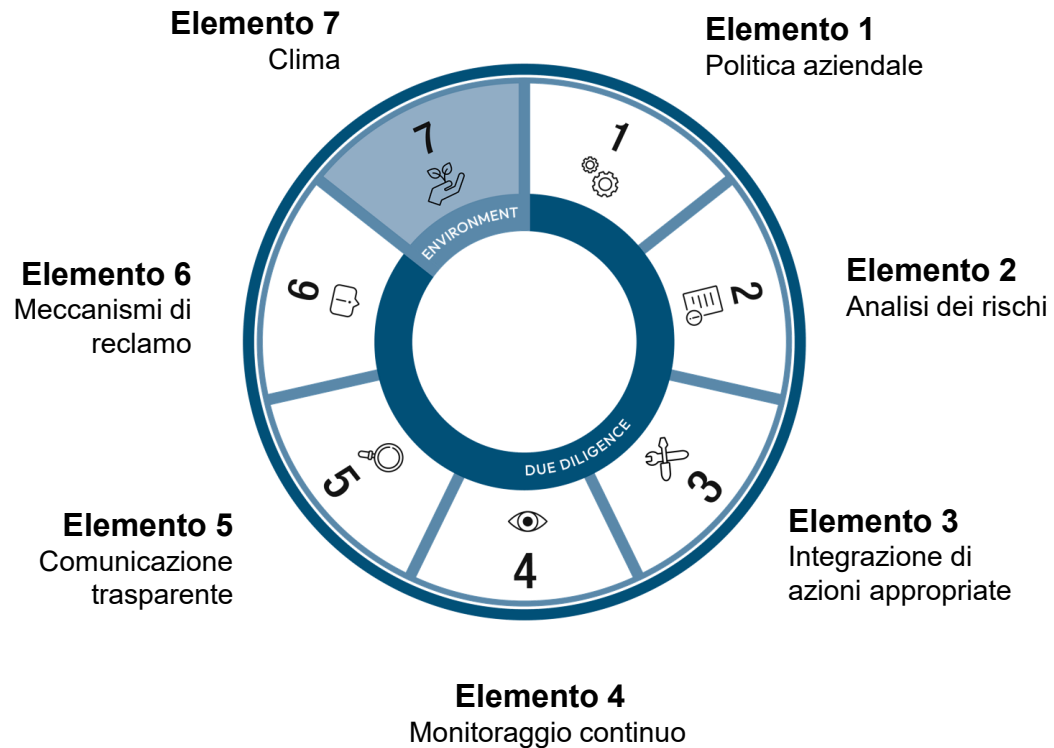 Elemento 7
Clima
Elemento 1
Politica aziendale
7
1
ENVIRONMENT
Elemento 6
Meccanismi di
reclamo
6
2
Elemento 2
Analisi dei rischi
DUE DILIGENCE
5
3
4
Elemento 5
Comunicazione
trasparente
Elemento 3
Integrazione di
azioni appropriate
Elemento 4
Monitoraggio continuo